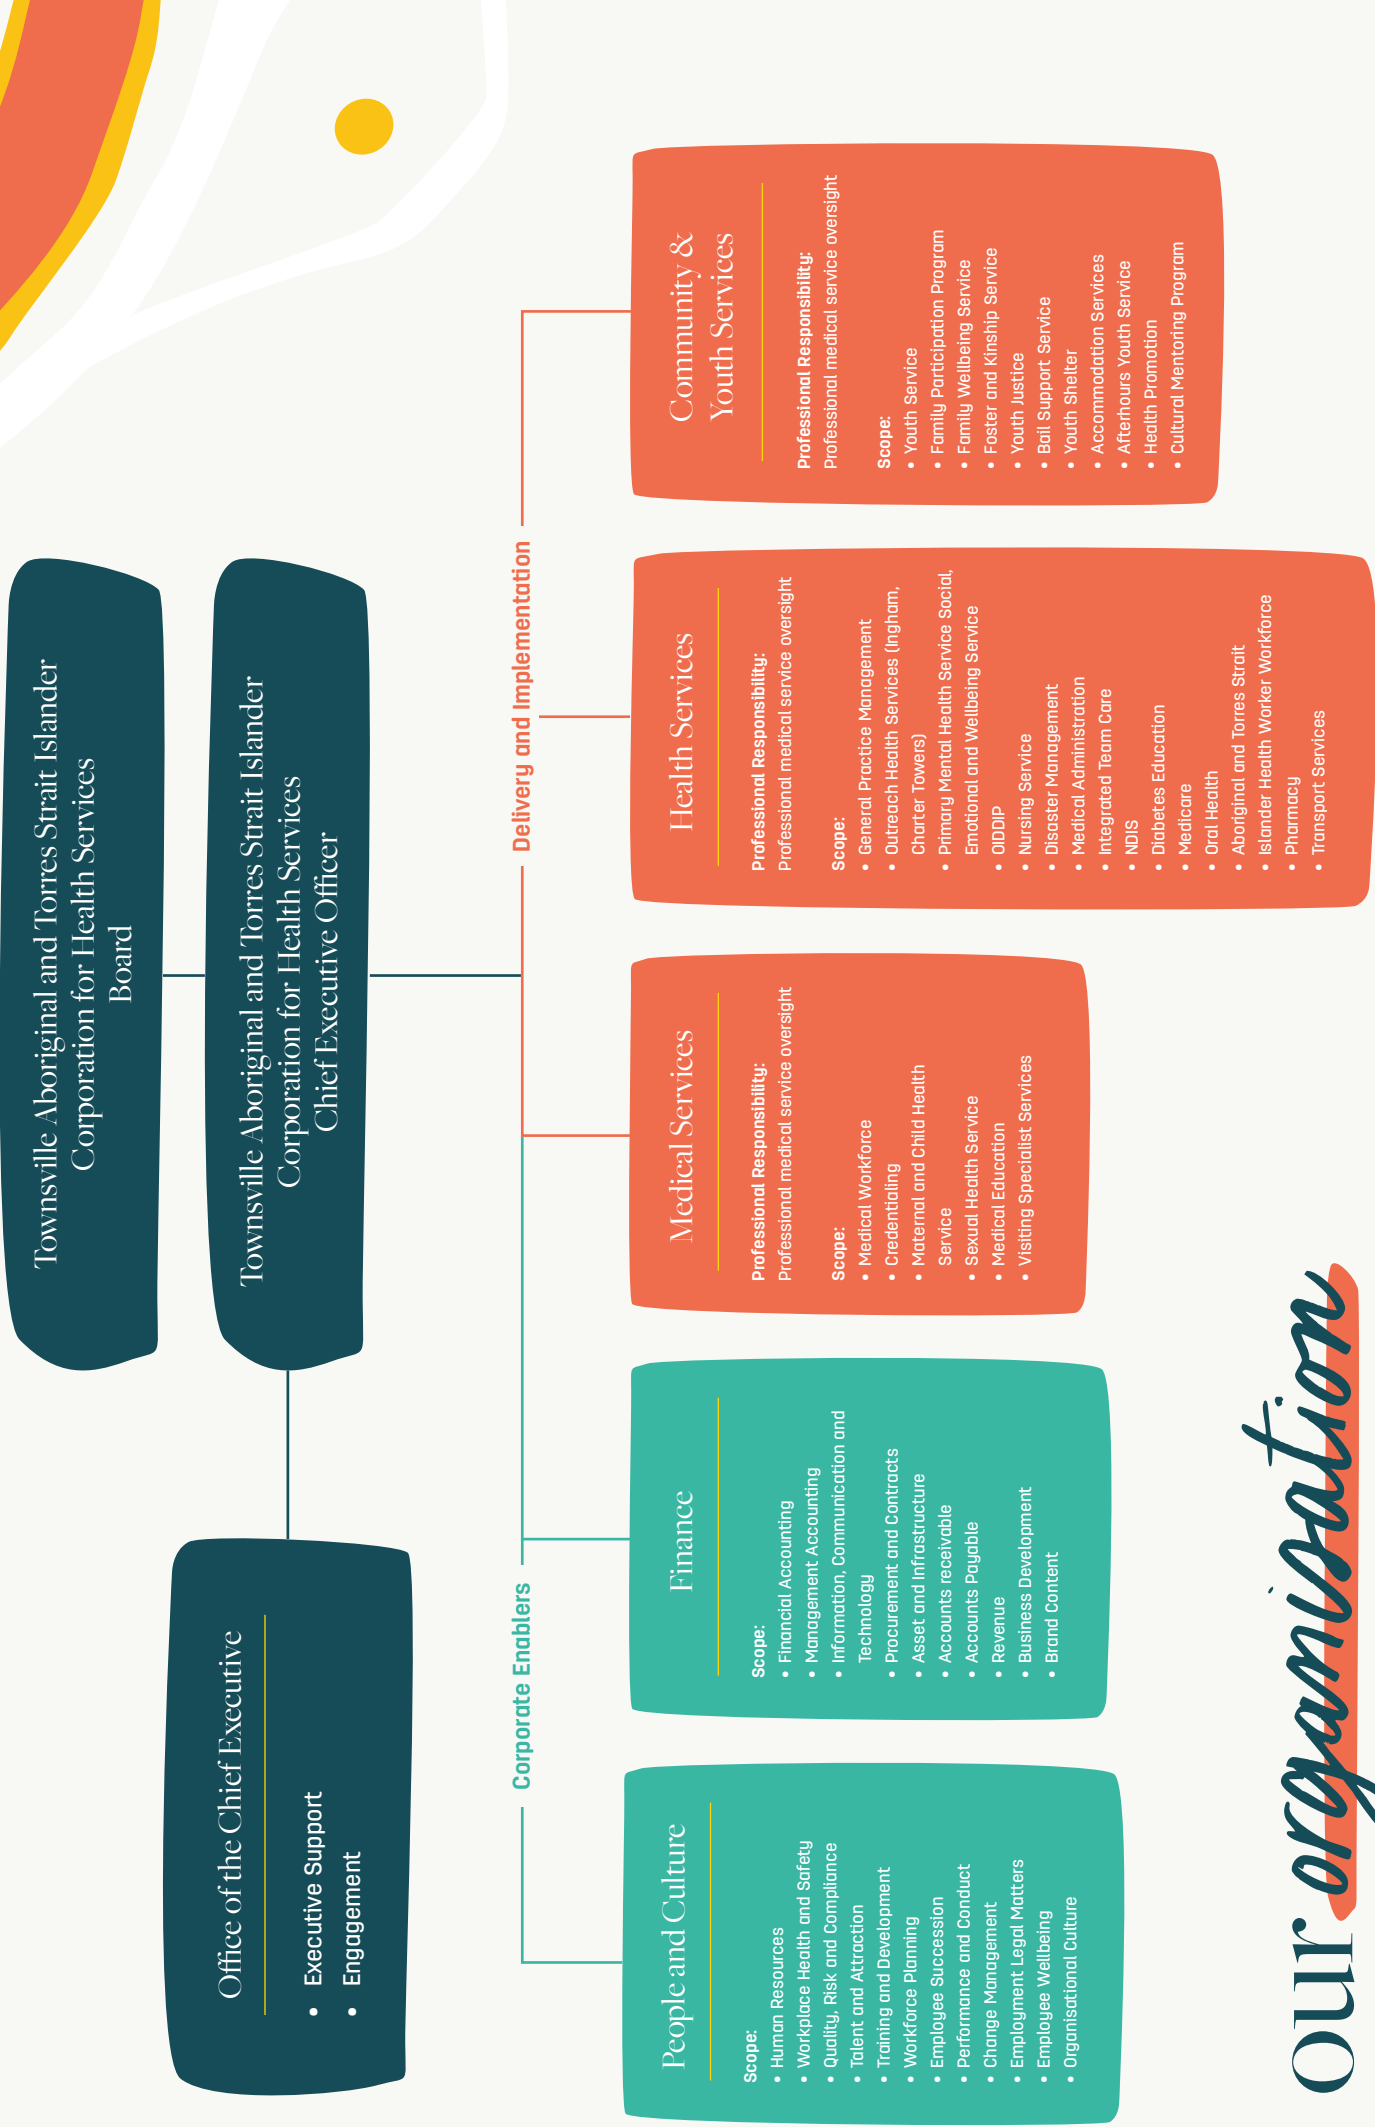 Townsville Aboriginal and Torres Strait Islander
Corporation for Health Services
Board
Townsville Aboriginal and Torres Strait Islander
Corporation for Health Services
Chief Executive Officer
Office of the Chief Executive
• Executive Support
• Engagement
Corporate Enablers
Delivery and Implementation
People and Culture
Scope:
• Human Resources
• Workplace Health and Safety
• Quality, Risk and Compliance
• Talent and Attraction
• Training and Development
• Workforce Planning
• Employee Succession
• Performance and Conduct
• Change Management
• Employment Legal Matters
• Employee Wellbeing
• Organisational Culture
Finance
Scope:
• Financial Accounting
• Management Accounting
• Information, Communication and
Technology
• Procurement and Contracts
• Asset and Infrastructure
• Accounts receivable
• Accounts Payable
• Revenue
• Business Development
• Brand Content
Medical Services
Professional Responsibility:
Professional medical service oversight
Scope:
• Medical Workforce
• Credentialing
• Maternal and Child Health
Service
• Sexual Health Service
• Medical Education
• Visiting Specialist Services
Health Services
Professional Responsibility:
Professional medical service oversight
Scope:
• General Practice Management
• Outreach Health Services (Ingham,
Charter Towers)
• Primary Mental Health Service Social,
Emotional and Wellbeing Service
• OIDDIP
• Nursing Service
• Disaster Management
• Medical Administration
• Integrated Team Care
• NDIS
• Diabetes Education
• Medicare
• Oral Health
• Aboriginal and Torres Strait
• Islander Health Worker Workforce
• Pharmacy
• Transport Services
Community &
Youth Services
Professional Responsibility:
Professional medical service oversight
Scope:
• Youth Service
• Family Participation Program
• Family Wellbeing Service
• Foster and Kinship Service
• Youth Justice
• Bail Support Service
• Youth Shelter
• Accommodation Services
• Afterhours Youth Service
• Health Promotion
• Cultural Mentoring Program
our organisation